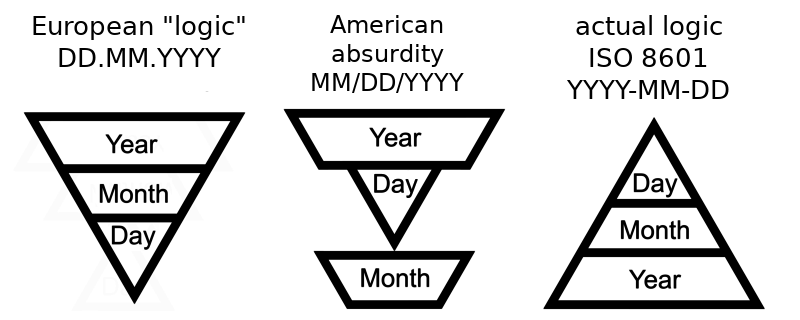 European "logic"
DD.MM.YYYY
Year
Month
Day
American
absurdity
MM/DD/YYYY
Year
Day
Month
actual logic
ISO 8601
YYYY-MM-DD
Day
Month
Year